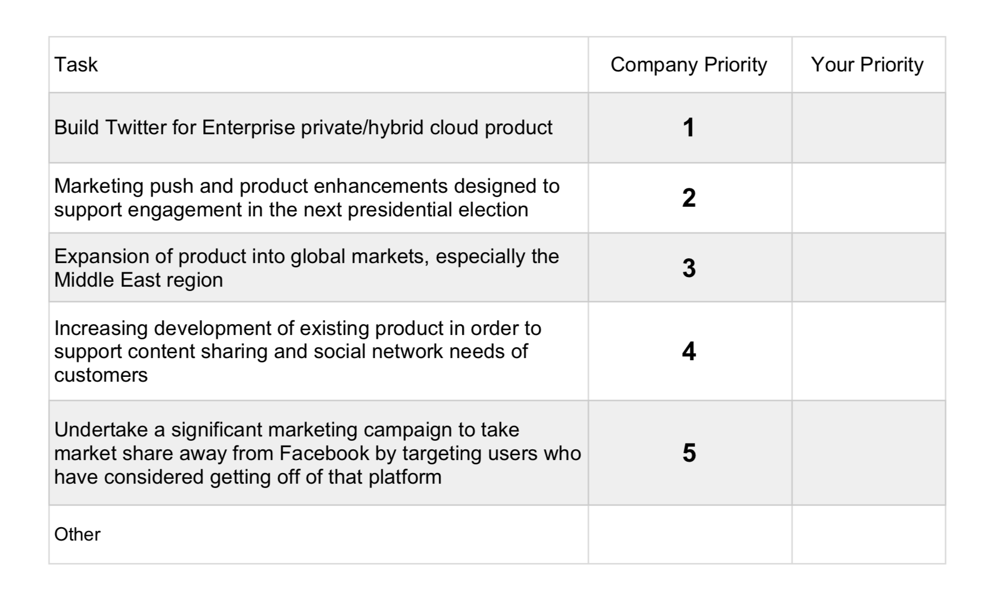 Task Company Priority Your Priority
Build Twitter for Enterprise private/hybrid cloud product 1
Marketing push and product enhancements designed to
support engagement in the next presidential election 2
Expansion of product into global markets, especially the
Middle East region 3
Increasing development of existing product in order to
support content sharing and social network needs of
customers 4
Undertake a significant marketing campaign to take
market share away from Facebook by targeting users who
have considered getting off of that platform 5
Other